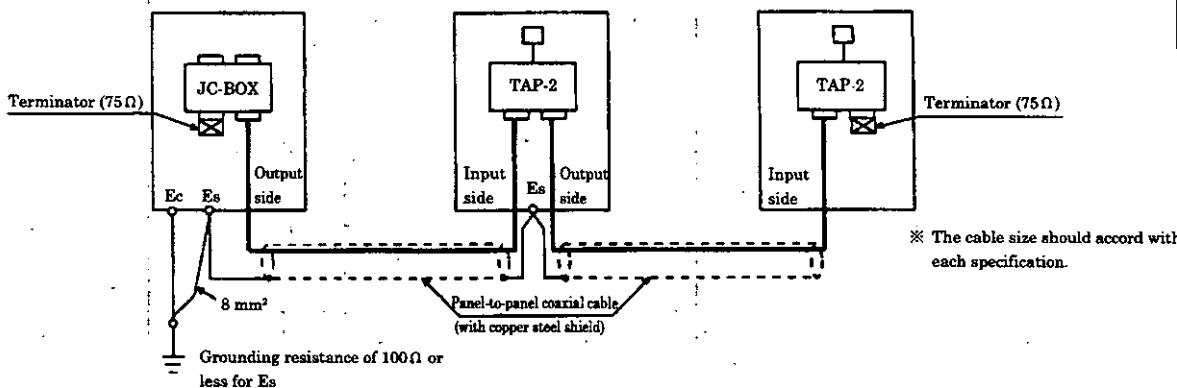 JC-BOX
TAP-2
TAP-2
Terminator (75Ω)
Terminator (75Ω)
Ec
Es
Output
side
Input
side
Es
Output
side
Input
side
※ The cable size should accord with
each specification.
8 mm²
Panel-to-panel coaxial cable
(with copper steel shield)
Grounding resistance of 100Ω or
less for Es